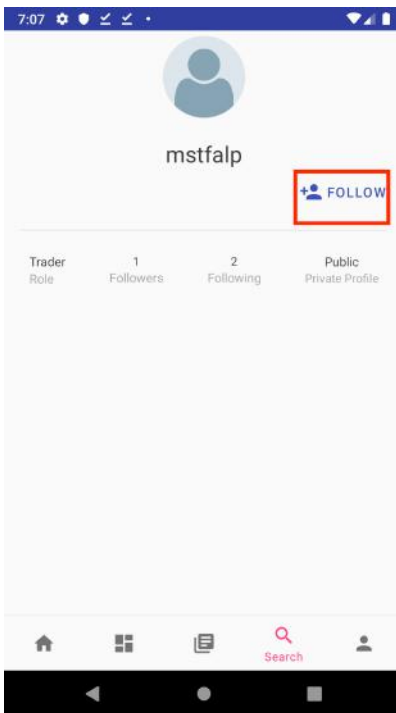 7:07
mstfalp
FOLLOW
Trader 1 2 Public
Role Followers Following Private Profile
Search